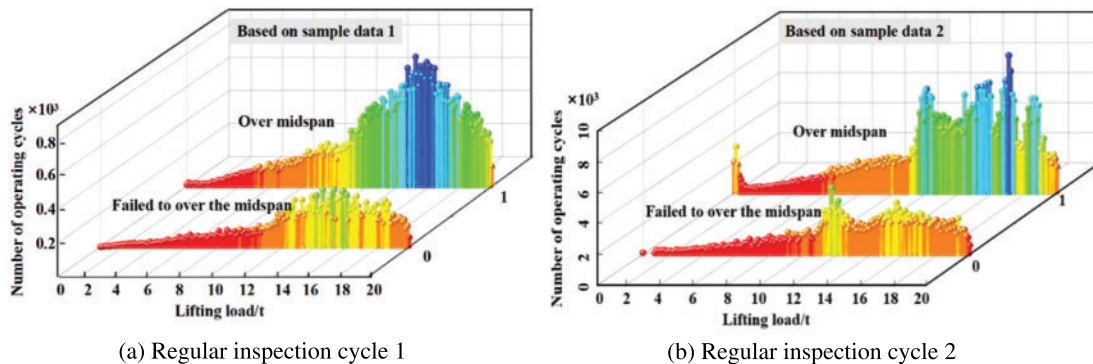 Based on sample data 1
Over midspan
Failed to over the midspan
Number of operating cycles
×10³
0.8
0.6
0.4
0.2
0 2 4 6 8 10 12 14 16 18 20
Lifting load/t
0
1
(a) Regular inspection cycle 1
Based on sample data 2
Over midspan
Failed to over the midspan
Number of operating cycles
×10³
10
8
6
4
2
0
0 2 4 6 8 10 12 14 16 18 20
Lifting load/t
0
1
(b) Regular inspection cycle 2